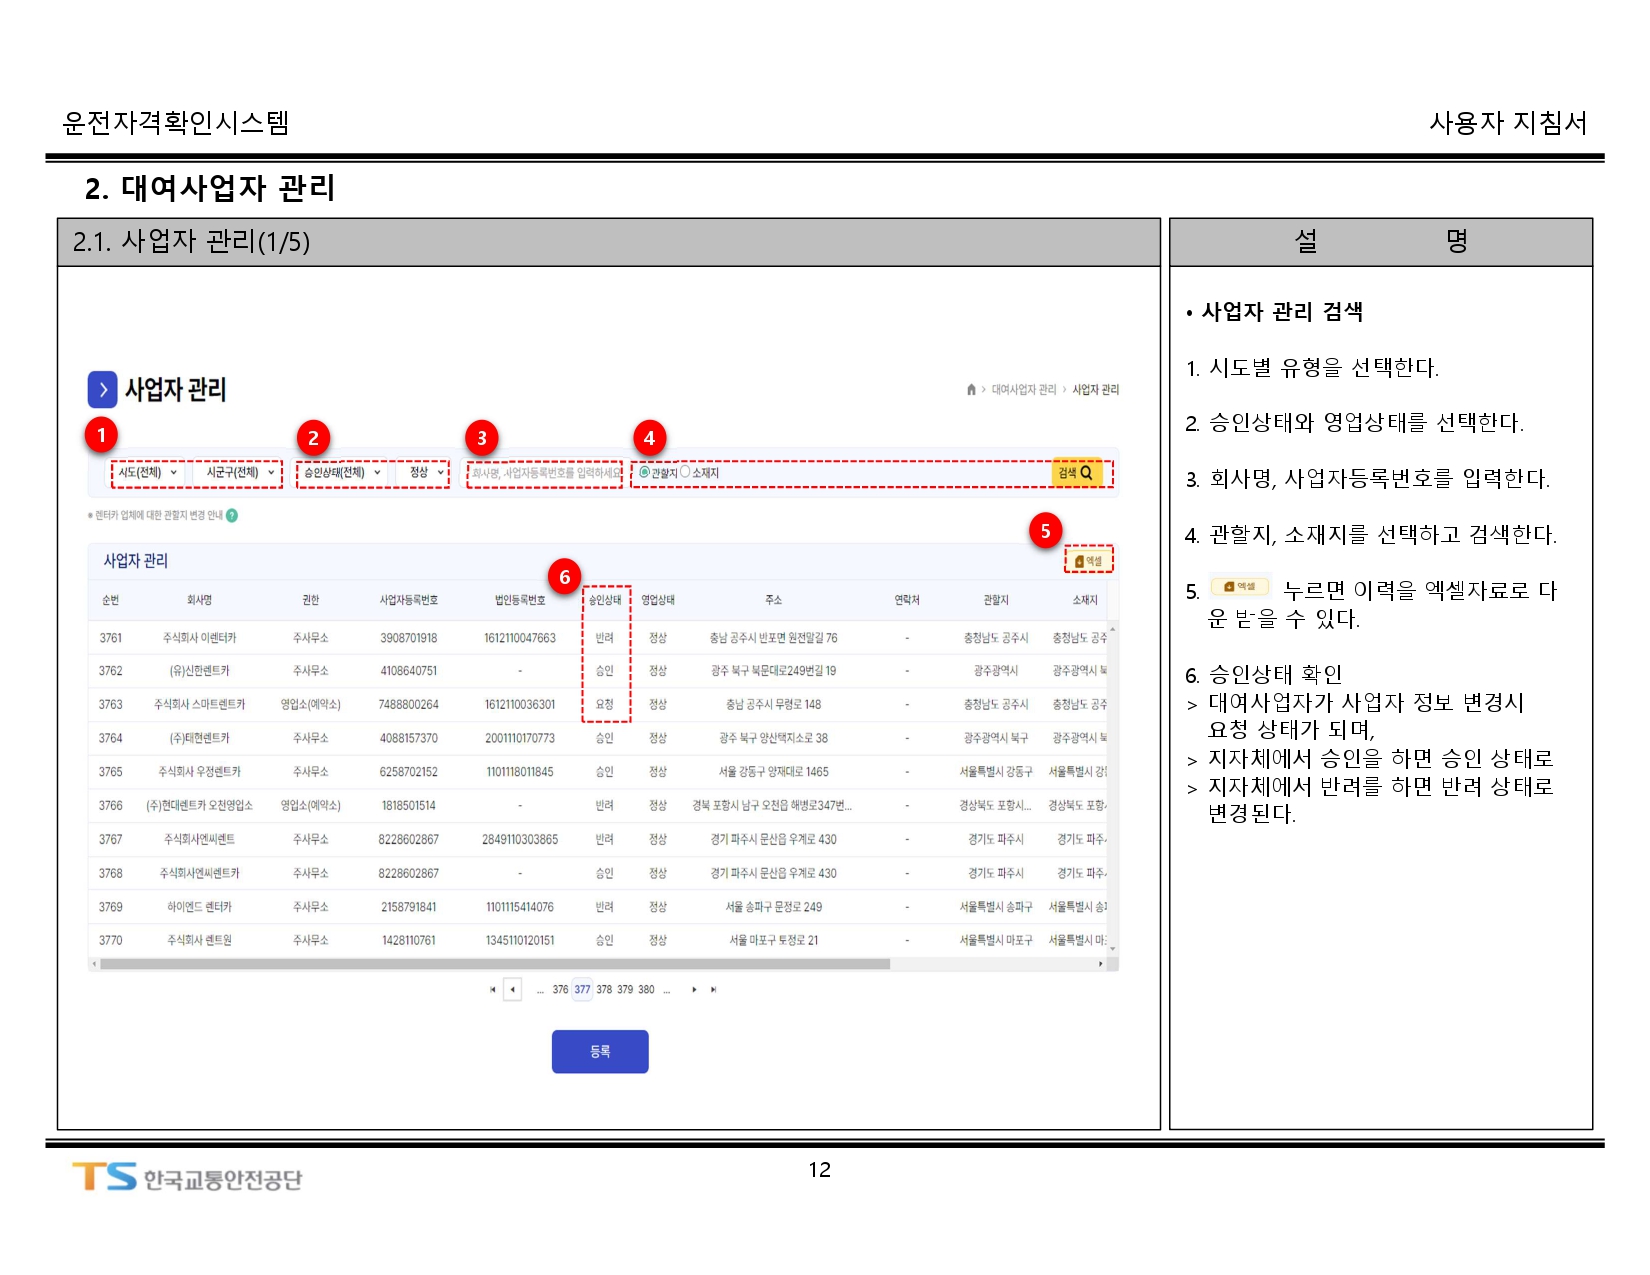 운전자격확인시스템 사용자 지침서
2. 대여사업자 관리
2.1. 사업자 관리(1/5)
설 명
사업자 관리
> 대여사업자 관리 > 사업자 관리
1 2 3 4
시도(전체) 시군구(전체) 승인상태(전체) 정상 회사명, 사업자등록번호를 입력하세요 관할지 소재지 검색
* 렌터카 업체에 대한 관할지 변경 안내 ?
5
사업자 관리 엑셀
6
순번 회사명 권한 사업자등록번호 법인등록번호 승인상태 영업상태 주소 연락처 관할지 소재지
3761 주식회사 이렌터카 주사무소 3908701918 1612110047663 반려 정상 충남 공주시 반포면 원전말길 76 - 충청남도 공주시 충청남도 공주
3762 (유)신한렌트카 주사무소 4108640751 - 승인 정상 광주 북구 북문대로249번길 19 - 광주광역시 광주광역시 북
3763 주식회사 스마트렌트카 영업소(예약소) 7488800264 1612110036301 요청 정상 충남 공주시 무령로 148 - 충청남도 공주시 충청남도 공주
3764 (주)태현렌트카 주사무소 4088157370 2001110170773 승인 정상 광주 북구 양산택지소로 38 - 광주광역시 북구 광주광역시 북
3765 주식회사 우정렌트카 주사무소 6258702152 1101118011845 승인 정상 서울 강동구 양재대로 1465 - 서울특별시 강동구 서울특별시 강
3766 (주)현대렌트카 오천영업소 영업소(예약소) 1818501514 - 반려 정상 경북 포항시 남구 오천읍 해병로347번... - 경상북도 포항시... 경상북도 포항
3767 주식회사엔씨렌트 주사무소 8228602867 2849110303865 반려 정상 경기 파주시 문산읍 우계로 430 - 경기도 파주시 경기도 파주
3768 주식회사엔씨렌트카 주사무소 8228602867 - 승인 정상 경기 파주시 문산읍 우계로 430 - 경기도 파주시 경기도 파주
3769 하이엔드 렌터카 주사무소 2158791841 1101115414076 반려 정상 서울 송파구 문정로 249 - 서울특별시 송파구 서울특별시 송
3770 주식회사 렌트원 주사무소 1428110761 1345110120151 승인 정상 서울 마포구 토정로 21 - 서울특별시 마포구 서울특별시 마
... 376 377 378 379 380 ...
등록
• 사업자 관리 검색
1. 시도별 유형을 선택한다.
2. 승인상태와 영업상태를 선택한다.
3. 회사명, 사업자등록번호를 입력한다.
4. 관할지, 소재지를 선택하고 검색한다.
5. 엑셀 누르면 이력을 엑셀자료로 다
운 받을 수 있다.
6. 승인상태 확인
> 대여사업자가 사업자 정보 변경시
요청 상태가 되며,
> 지자체에서 승인을 하면 승인 상태로
> 지자체에서 반려를 하면 반려 상태로
변경된다.
TS 한국교통안전공단
12